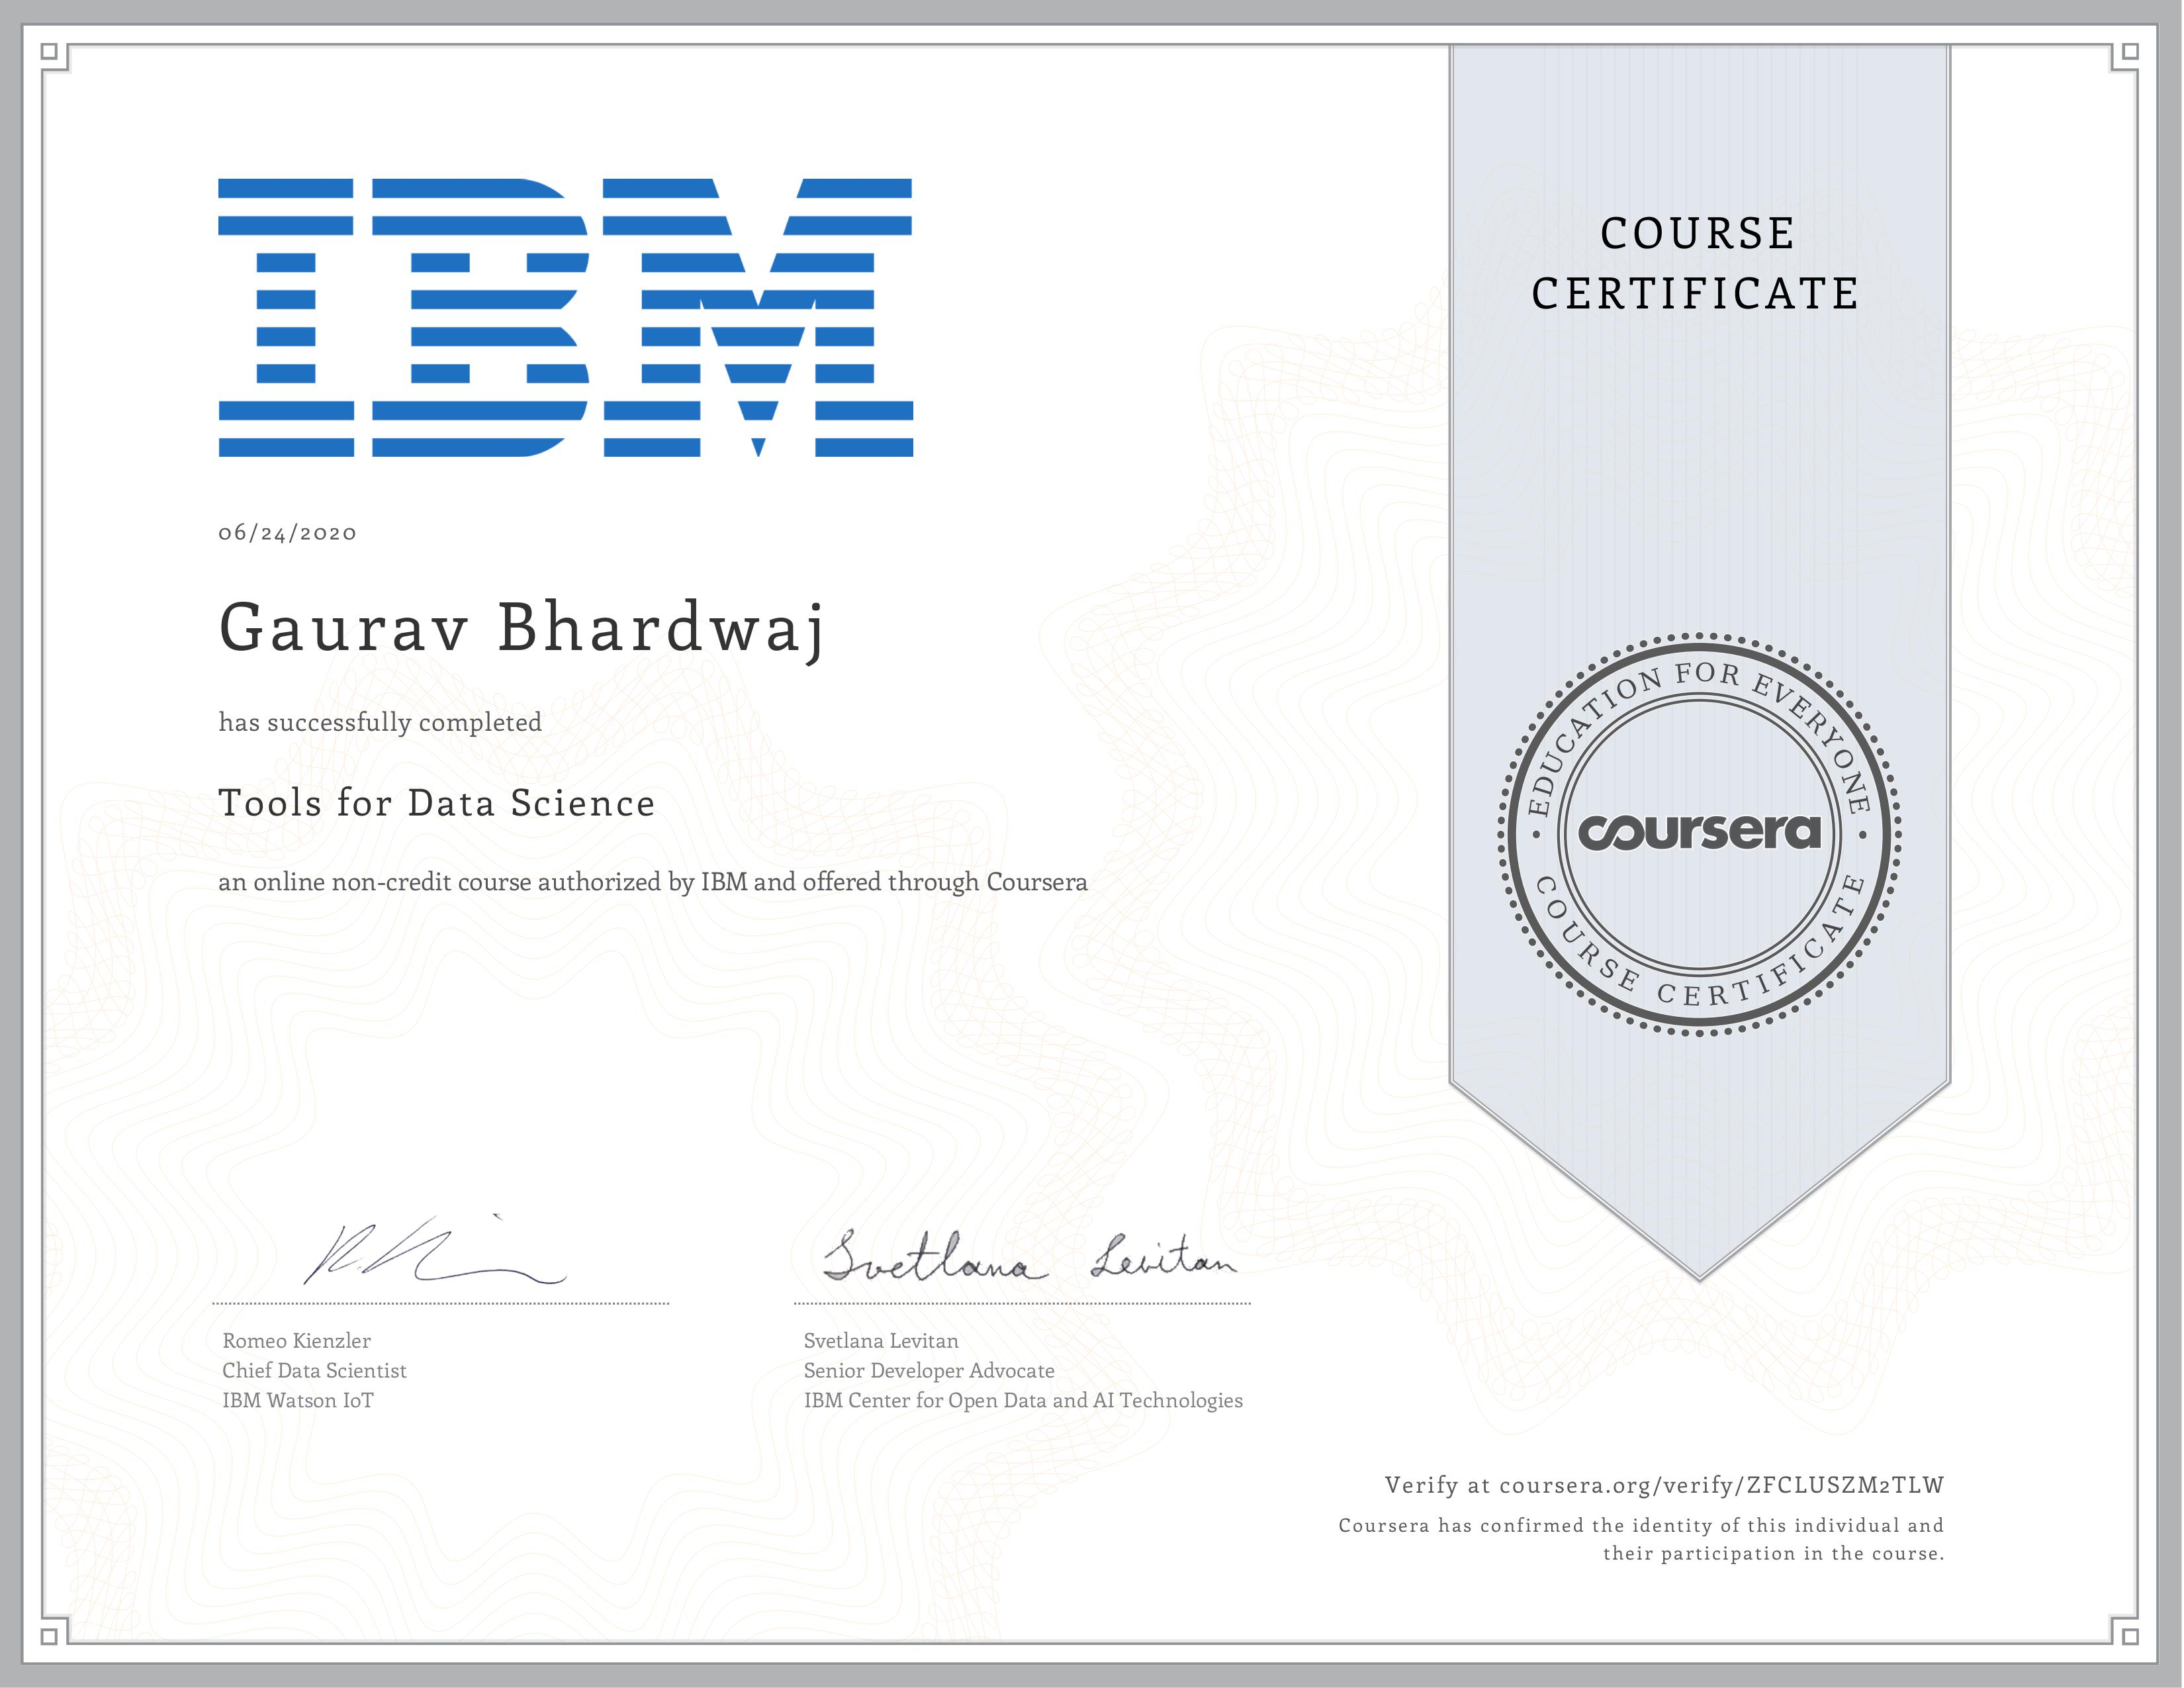 IBM
COURSE
CERTIFICATE
06/24/2020
Gaurav Bhardwaj
has successfully completed
Tools for Data Science
an online non-credit course authorized by IBM and offered through Coursera
EDUCATION FOR EVERYONE
coursera
COURSE CERTIFICATE
Svetlana Levitan
Romeo Kienzler
Chief Data Scientist
IBM Watson IoT
Svetlana Levitan
Senior Developer Advocate
IBM Center for Open Data and AI Technologies
Verify at coursera.org/verify/ZFCLUSZM2TLW
Coursera has confirmed the identity of this individual and
their participation in the course.